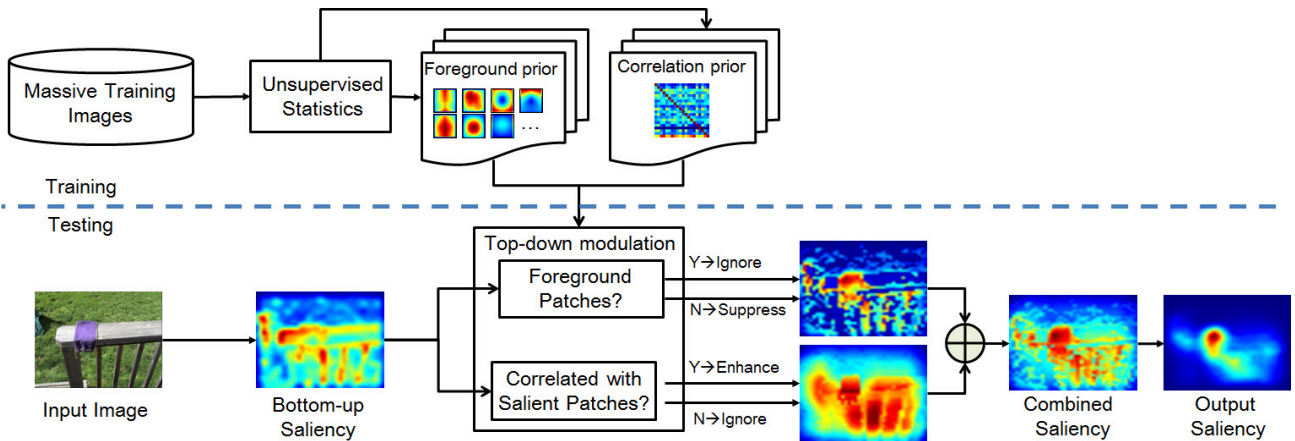 Massive Training
Images
Unsupervised
Statistics
Foreground prior
...
Correlation prior
Training
Testing
Top-down modulation
Foreground
Patches?
Y→Ignore
N→Suppress
Correlated with
Salient Patches?
Y→Enhance
N→Ignore
Input Image
Bottom-up
Saliency
Combined
Saliency
Output
Saliency